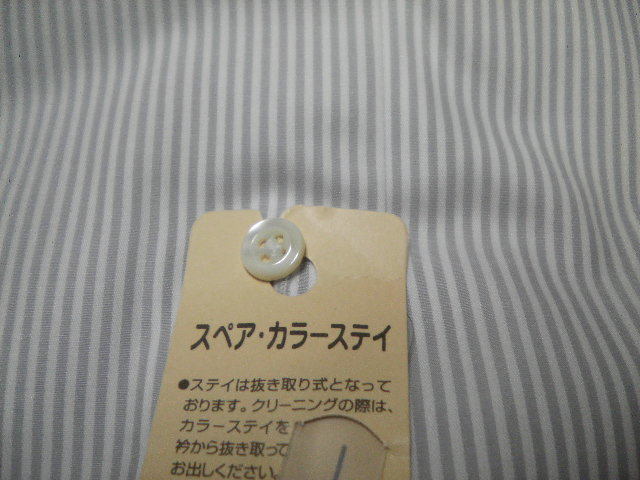 スペア・カラーステイ
●ステイは抜き取り式となって
おります。クリーニングの際は、
カラーステイを
衿から抜き取って
お出しください。